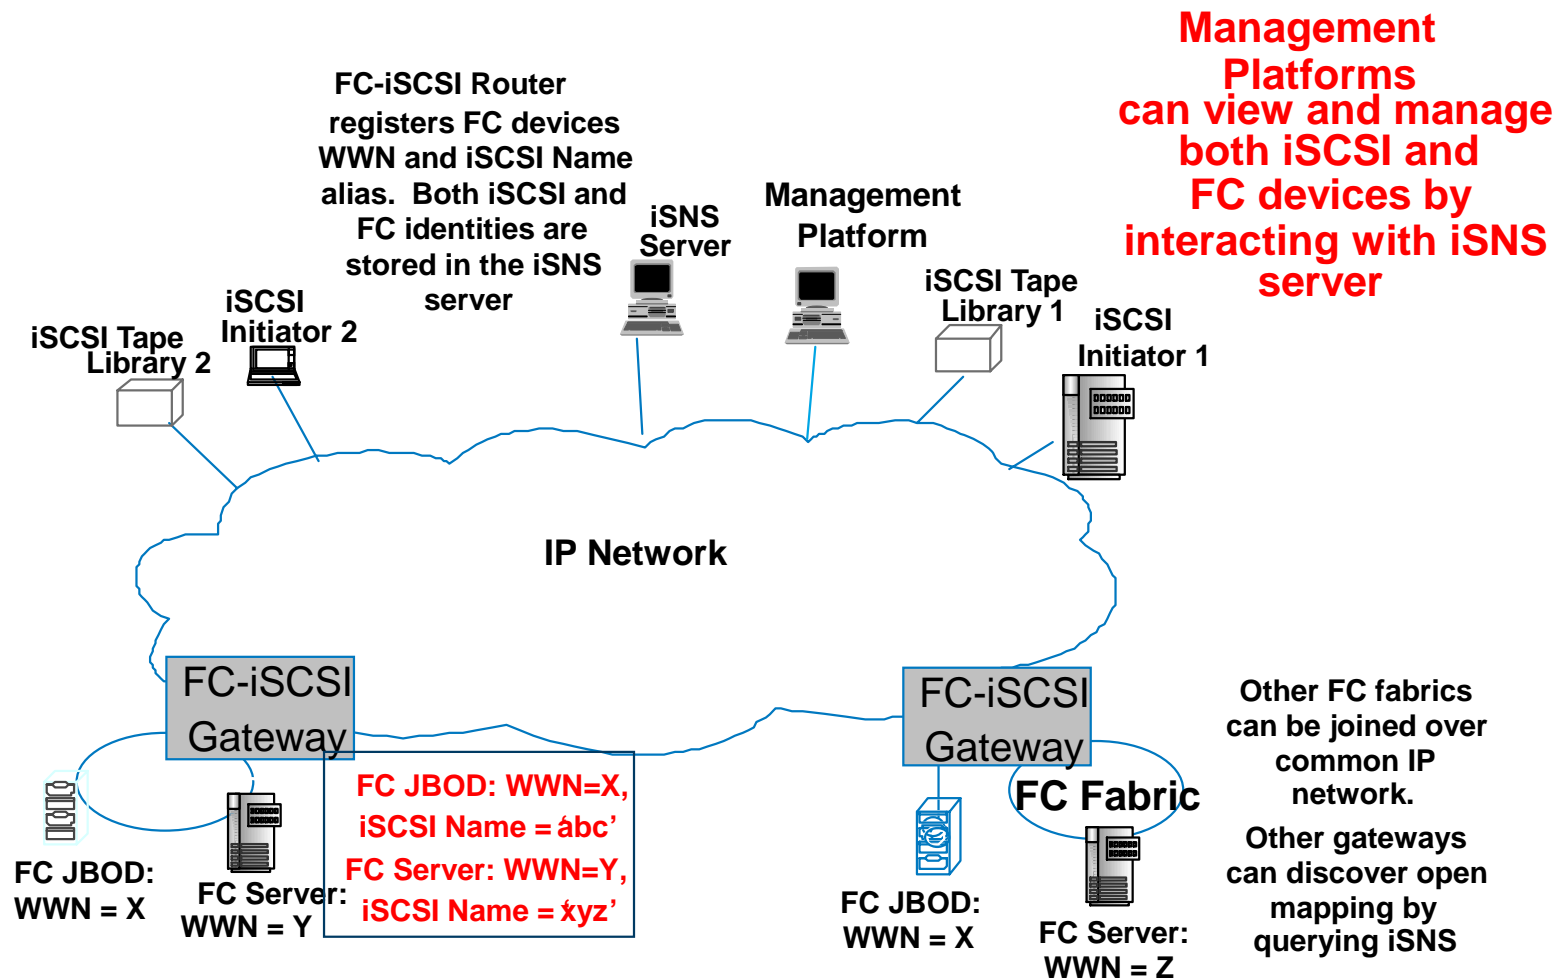 Management
Platforms
can view and manage
both iSCSI and
FC devices by
interacting with iSNS
server
FC-iSCSI Router
registers FC devices
WWN and iSCSI Name
alias. Both iSCSI and
FC identities are
stored in the iSNS
server
iSNS
Server
Management
Platform
iSCSI Tape
Library 1
iSCSI
Initiator 1
iSCSI
Initiator 2
iSCSI Tape
Library 2
IP Network
FC-iSCSI
Gateway
FC-iSCSI
Gateway
FC JBOD: WWN=X,
iSCSI Name = ‘abc’
FC Server: WWN=Y,
iSCSI Name = ‘xyz’
FC JBOD:
WWN = X
FC Server:
WWN = Y
FC Fabric
FC JBOD:
WWN = X
FC Server:
WWN = Z
Other FC fabrics
can be joined over
common IP
network.
Other gateways
can discover open
mapping by
querying iSNS